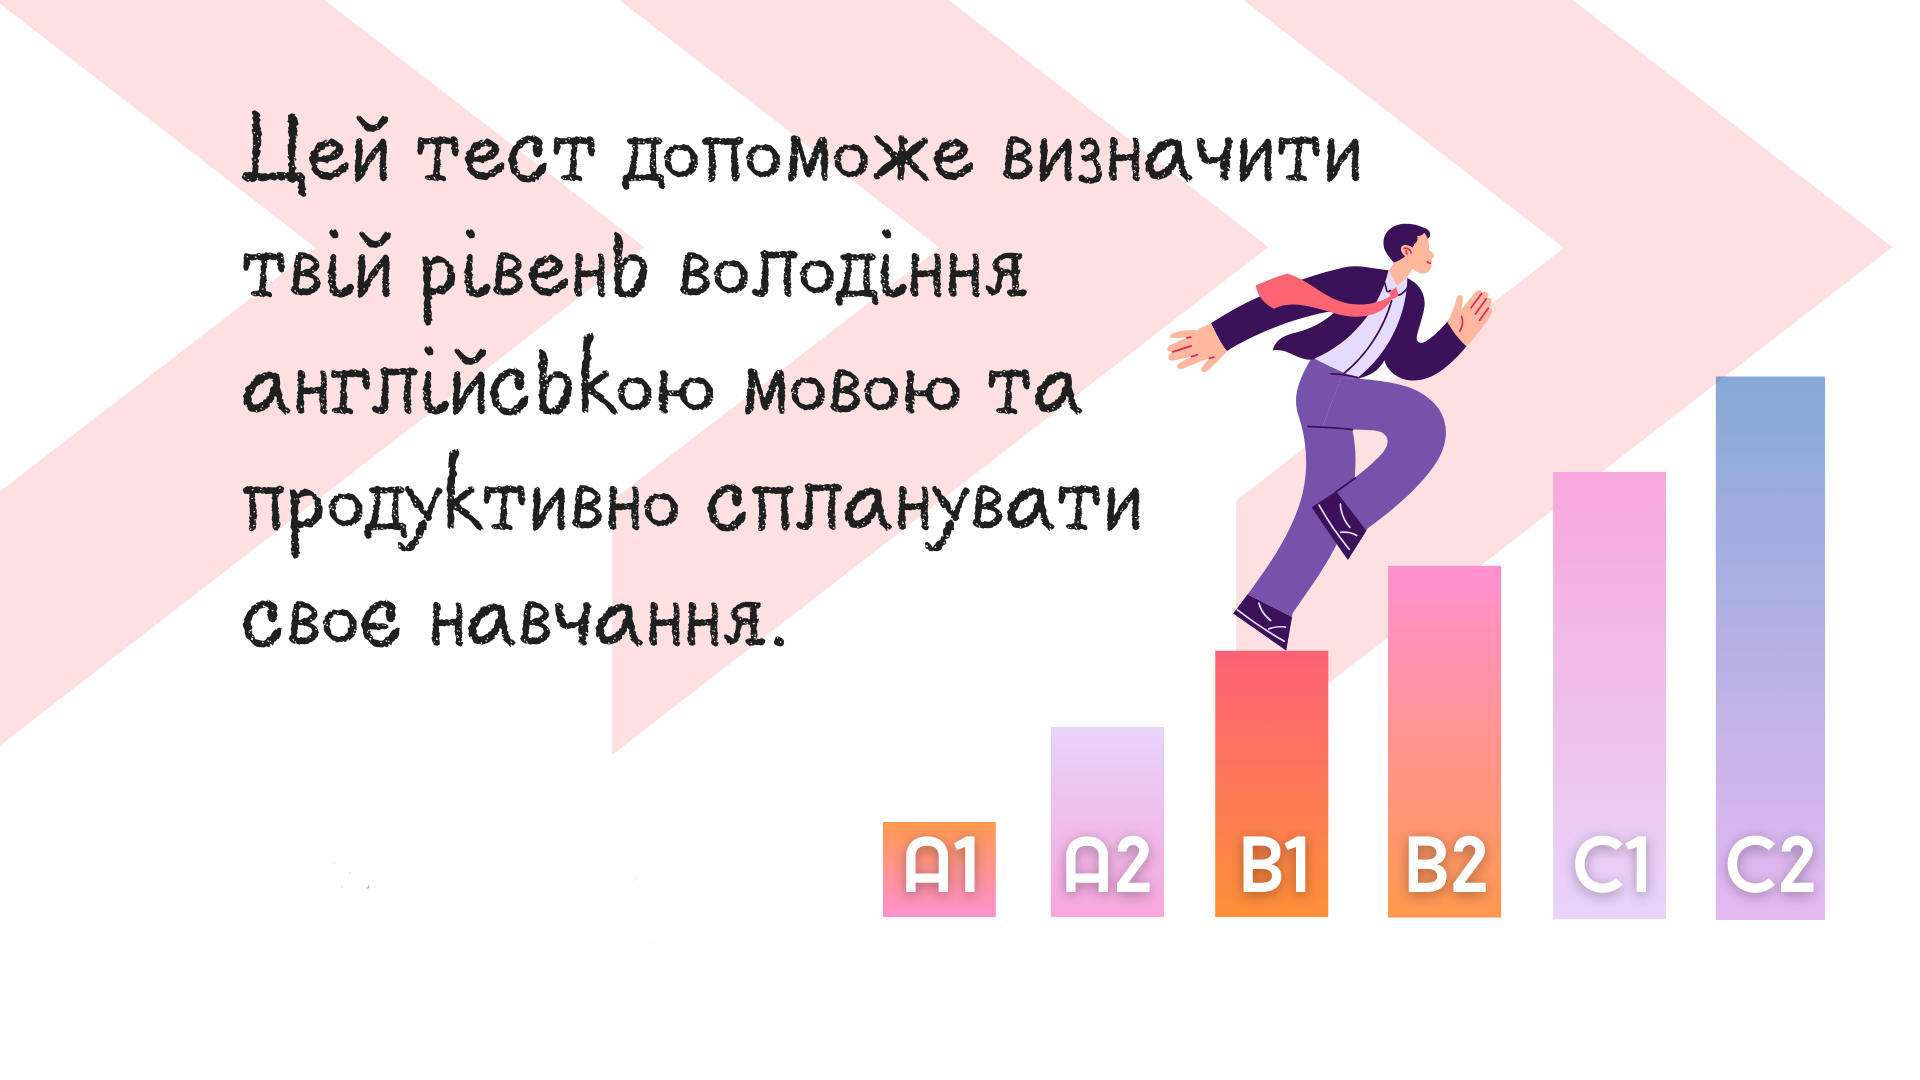 Цей тест допоможе визначити
твій рівень володіння
англійською мовою та
продуктивно спланувати
своє навчання.
A1 A2 B1 B2 C1 C2